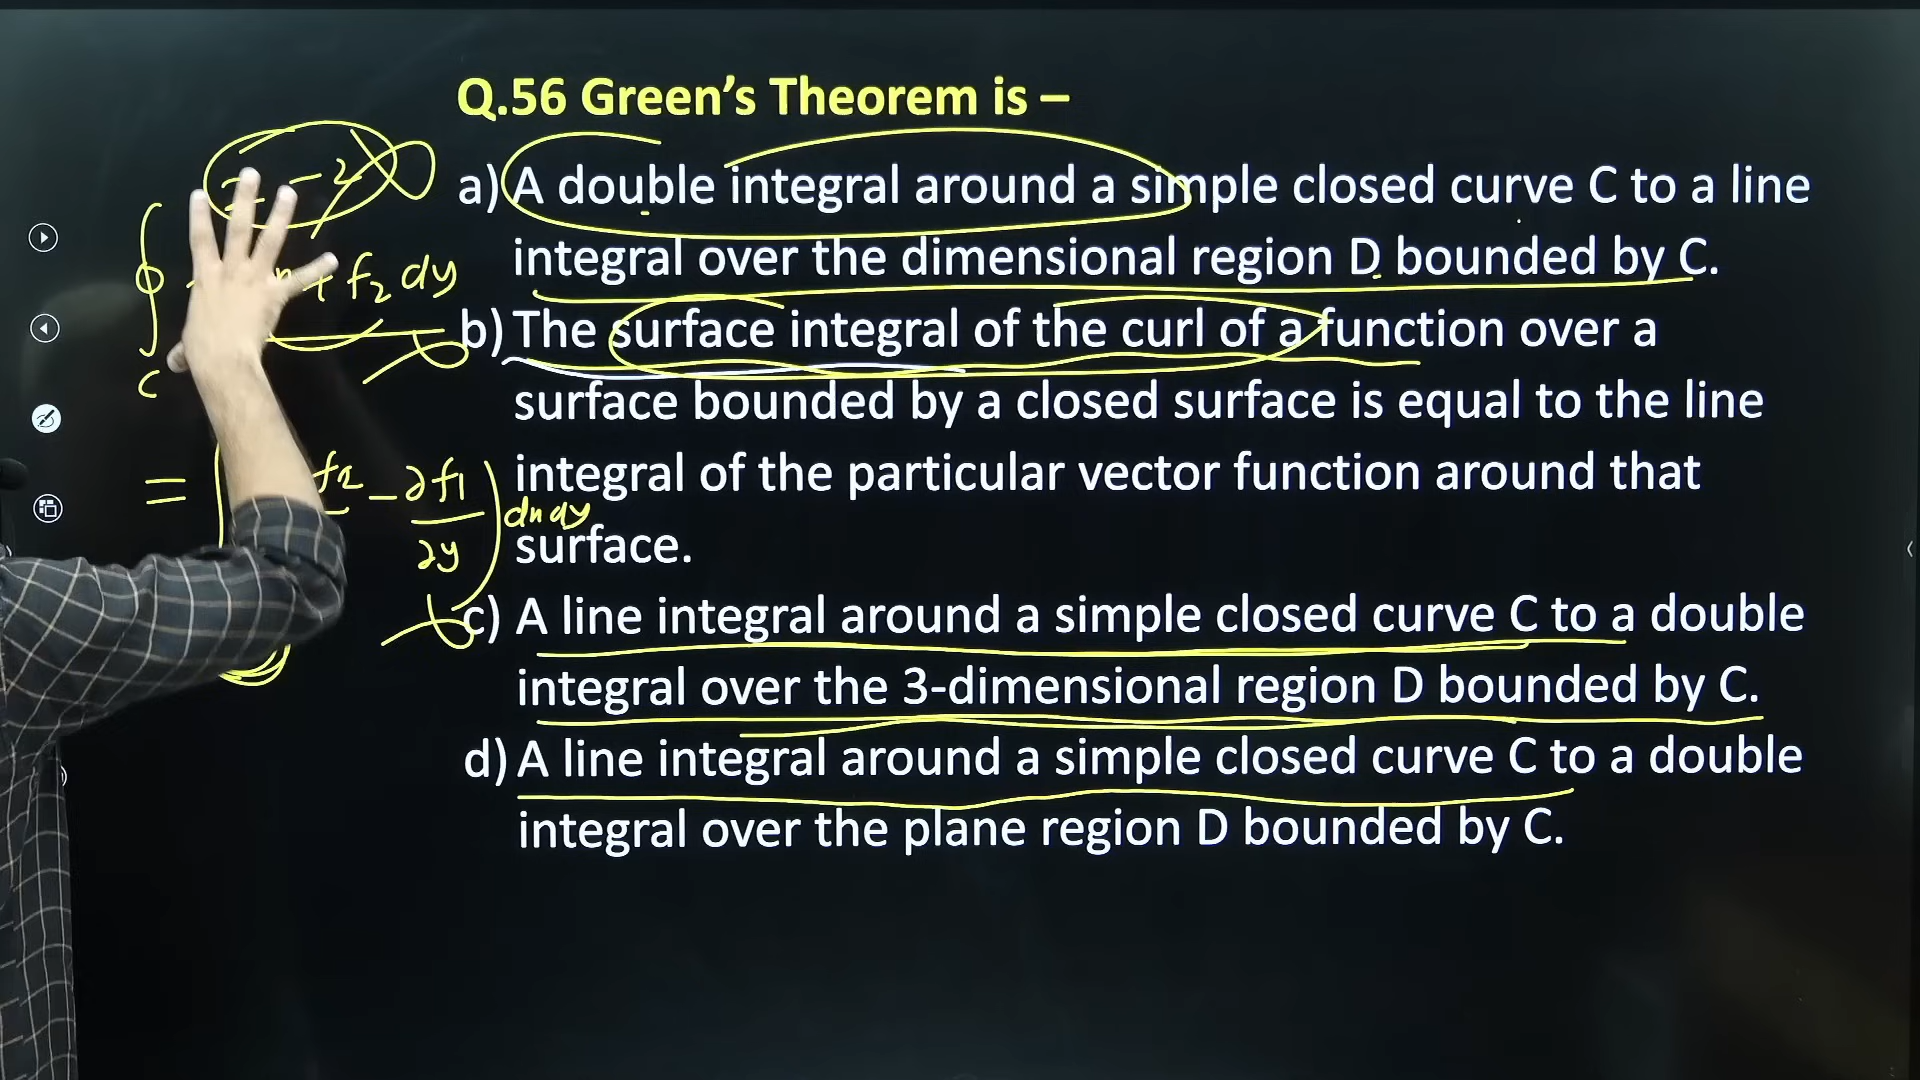 Q.56 Green's Theorem is –
a) A double integral around a simple closed curve C to a line
integral over the dimensional region D bounded by C.
b) The surface integral of the curl of a function over a
surface bounded by a closed surface is equal to the line
integral of the particular vector function around that
surface.
c) A line integral around a simple closed curve C to a double
integral over the 3-dimensional region D bounded by C.
d) A line integral around a simple closed curve C to a double
integral over the plane region D bounded by C.
∮ + f₂ dy
C
= f₂ - ∂f₁ dxdy
∂y